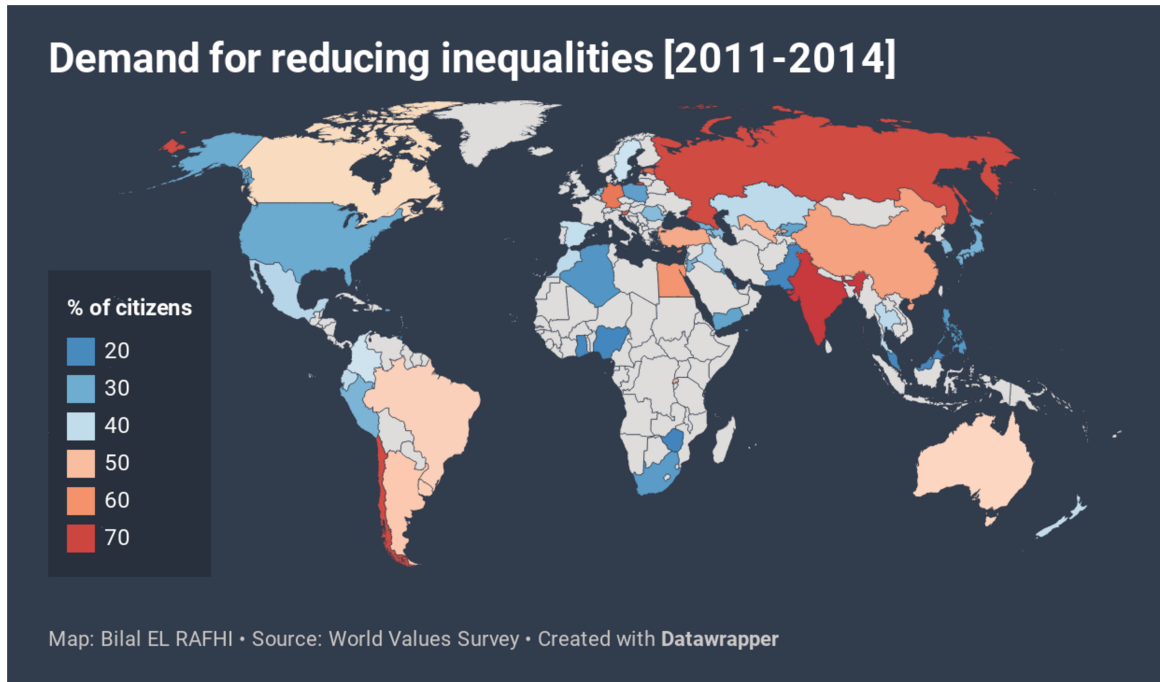 Demand for reducing inequalities [2011-2014]
% of citizens
20
30
40
50
60
70
Map: Bilal EL RAFHI • Source: World Values Survey • Created with Datawrapper